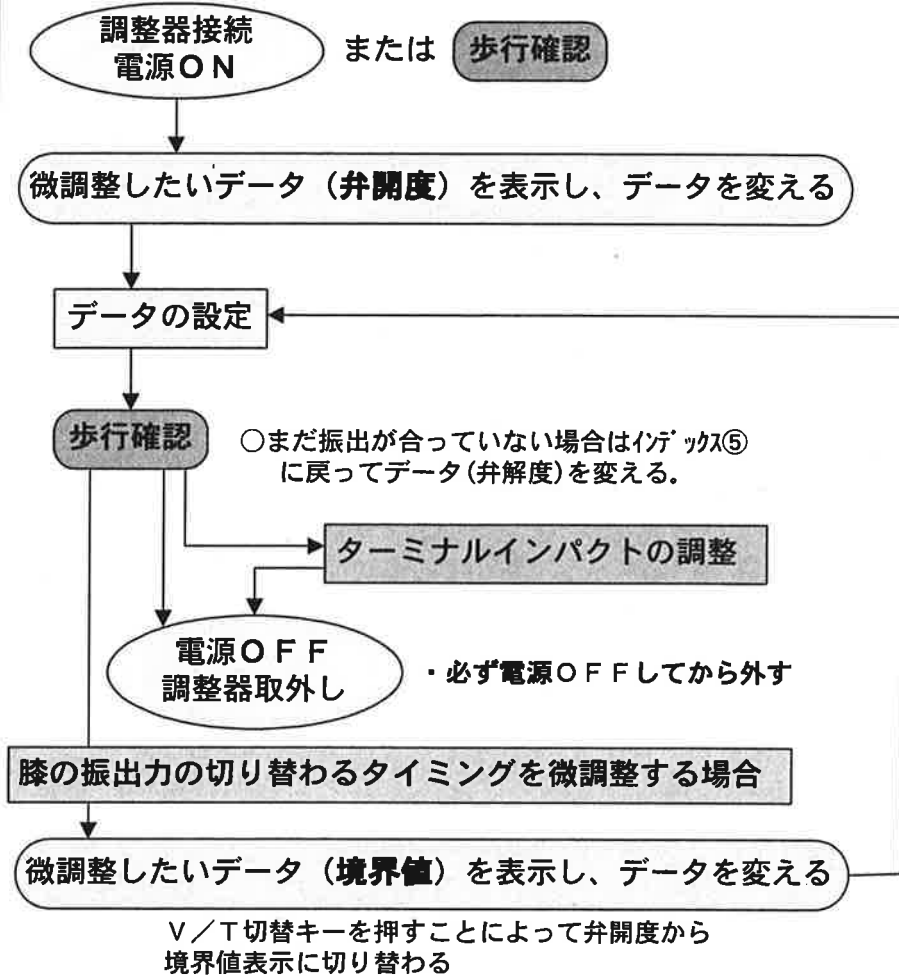 調整器接続
電源ON
または
歩行確認
微調整したいデータ（弁開度）を表示し、データを変える
データの設定
歩行確認
○まだ振出が合っていない場合はｲﾝﾃﾞｯｸｽ⑤
に戻ってデータ(弁解度)を変える。
ターミナルインパクトの調整
電源OFF
調整器取外し
・必ず電源OFFしてから外す
膝の振出力の切り替わるタイミングを微調整する場合
微調整したいデータ（境界値）を表示し、データを変える
V／T切替キーを押すことによって弁開度から
境界値表示に切り替わる